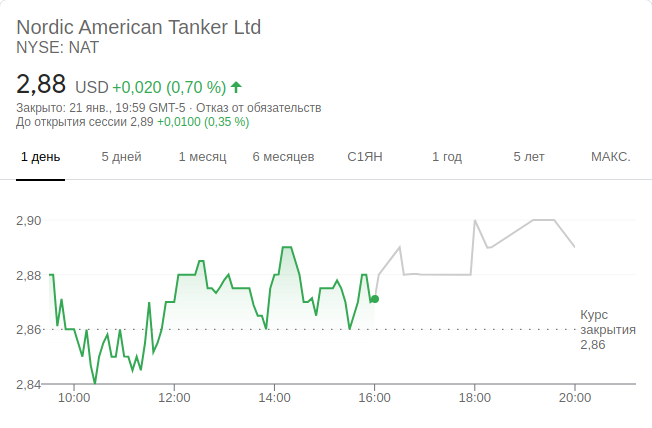 Nordic American Tanker Ltd
NYSE: NAT
2,88 USD +0,020 (0,70 %)
Закрыто: 21 янв., 19:59 GMT-5 · Отказ от обязательств
До открытия сессии 2,89 +0,0100 (0,35 %)
1 день 5 дней 1 месяц 6 месяцев С1ЯН 1 год 5 лет МАКС.
2,90
2,88
2,86
2,84
Курс
закрытия
2,86
10:00 12:00 14:00 16:00 18:00 20:00